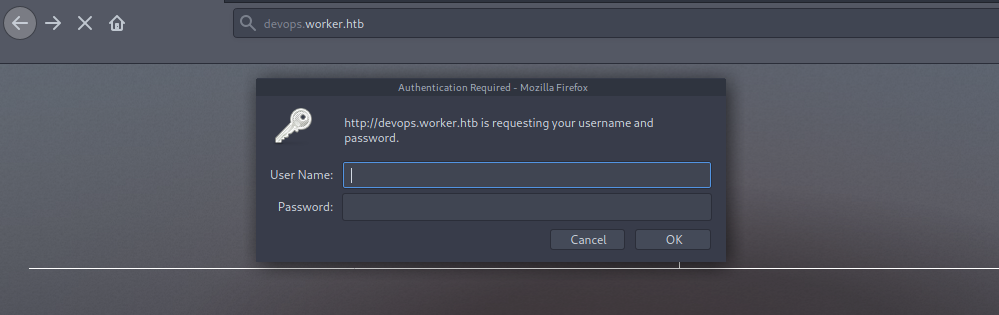 devops.worker.htb
Authentication Required - Mozilla Firefox
http://devops.worker.htb is requesting your username and
password.
User Name:
Password:
Cancel
OK